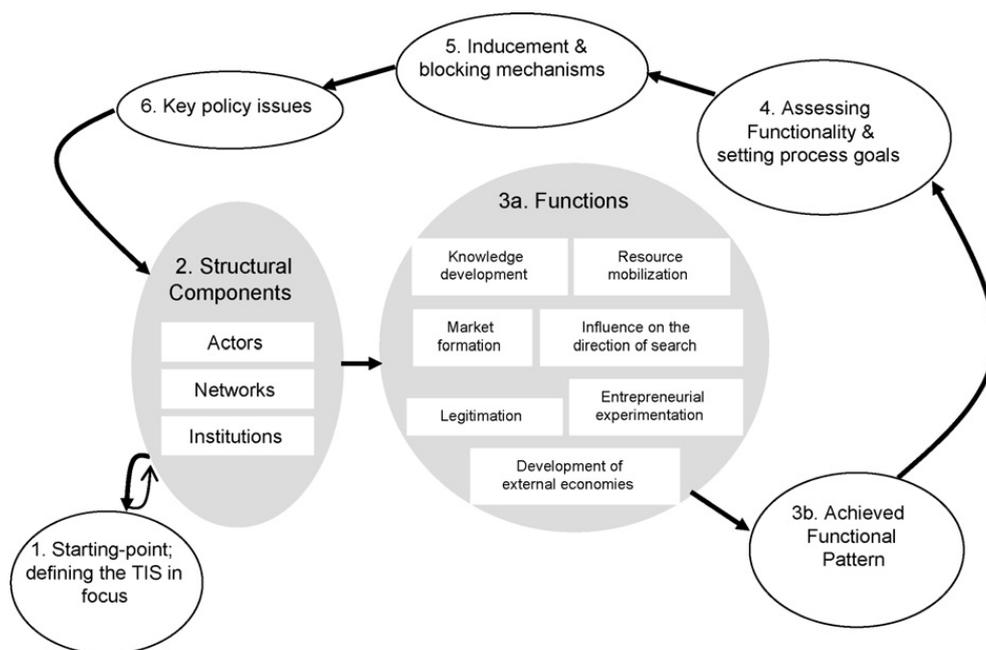 5. Inducement &
blocking mechanisms
6. Key policy issues
4. Assessing
Functionality &
setting process goals
3a. Functions
Knowledge
development
Resource
mobilization
2. Structural
Components
Market
formation
Influence on the
direction of search
Actors
Networks
Institutions
Legitimation
Entrepreneurial
experimentation
Development of
external economies
3b. Achieved
Functional
Pattern
1. Starting-point;
defining the TIS in
focus